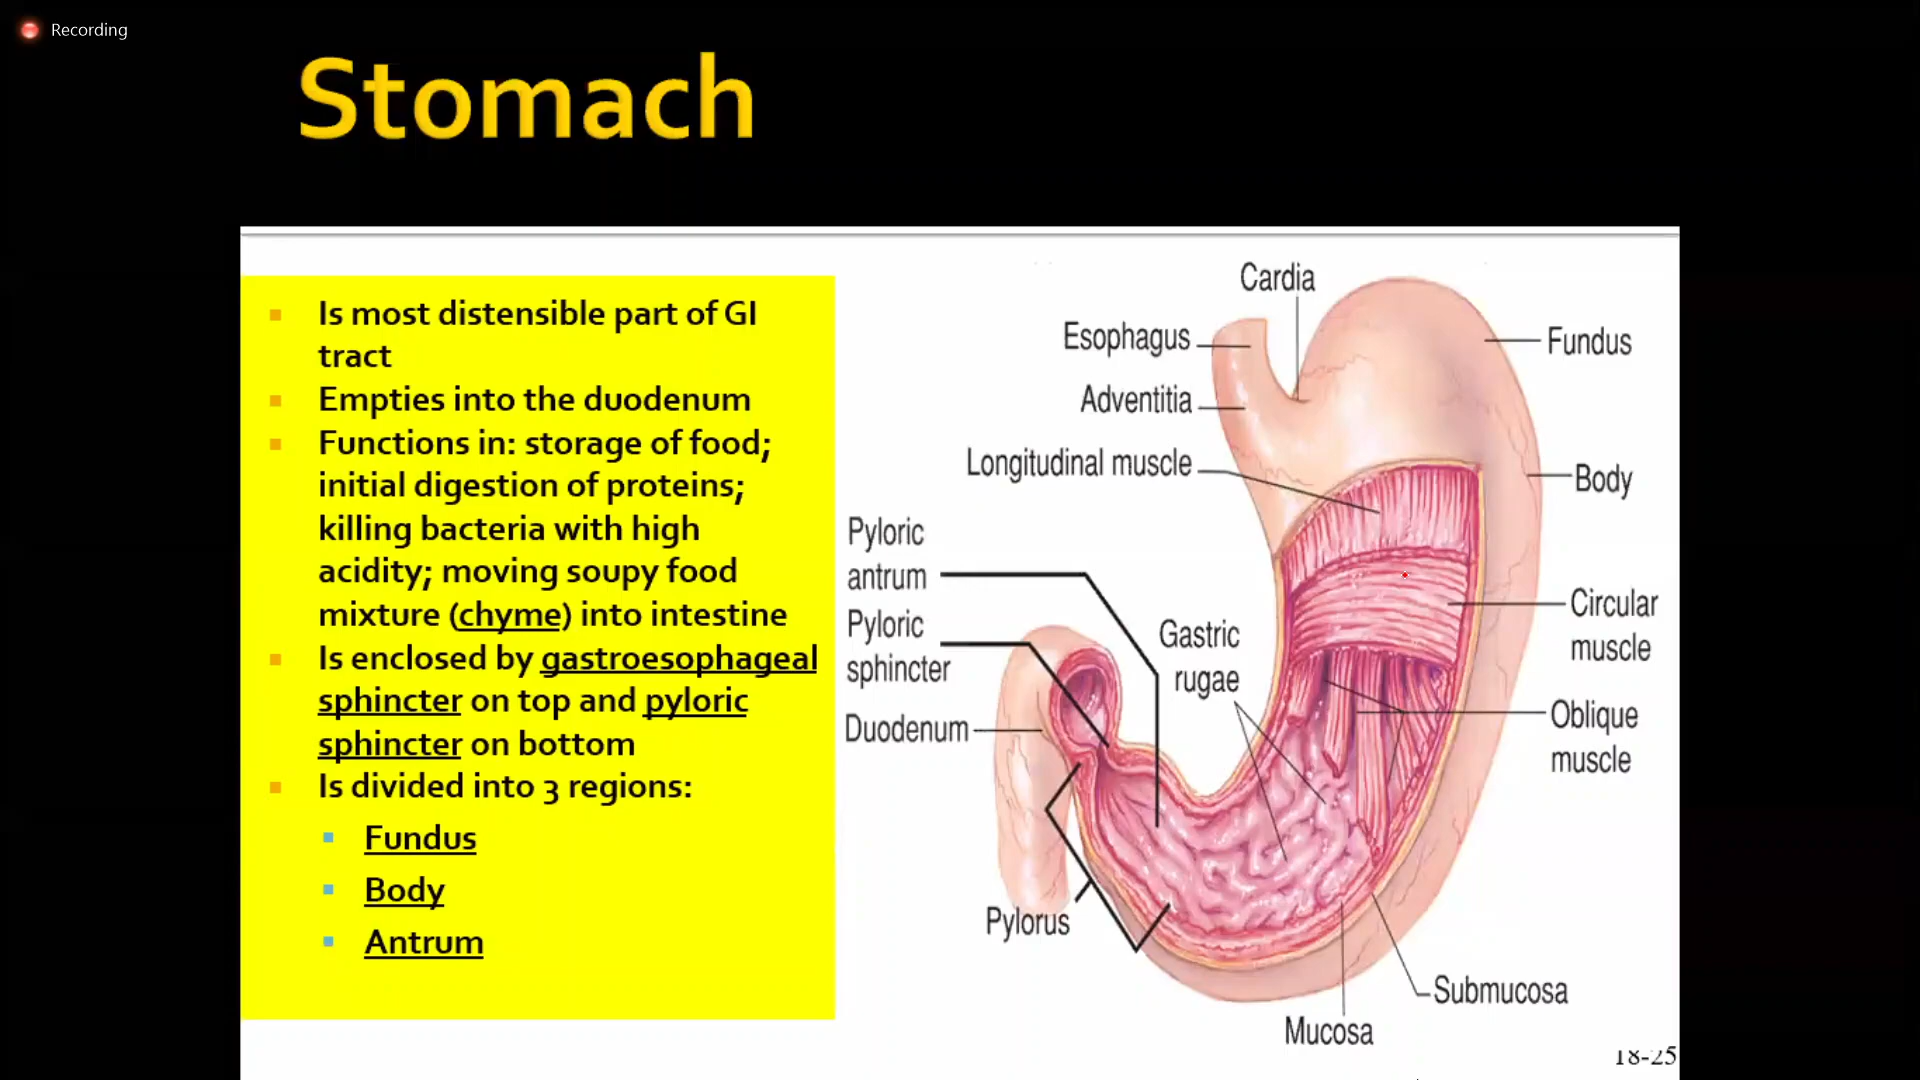 Recording
Stomach
Is most distensible part of GI
tract
Empties into the duodenum
Functions in: storage of food;
initial digestion of proteins;
killing bacteria with high
acidity; moving soupy food
mixture (chyme) into intestine
Is enclosed by gastroesophageal
sphincter on top and pyloric
sphincter on bottom
Is divided into 3 regions:
Fundus
Body
Antrum
Cardia
Esophagus
Fundus
Adventitia
Longitudinal muscle
Body
Pyloric
antrum
Circular
muscle
Pyloric
sphincter
Gastric
rugae
Duodenum
Oblique
muscle
Pylorus
Submucosa
Mucosa
18-25